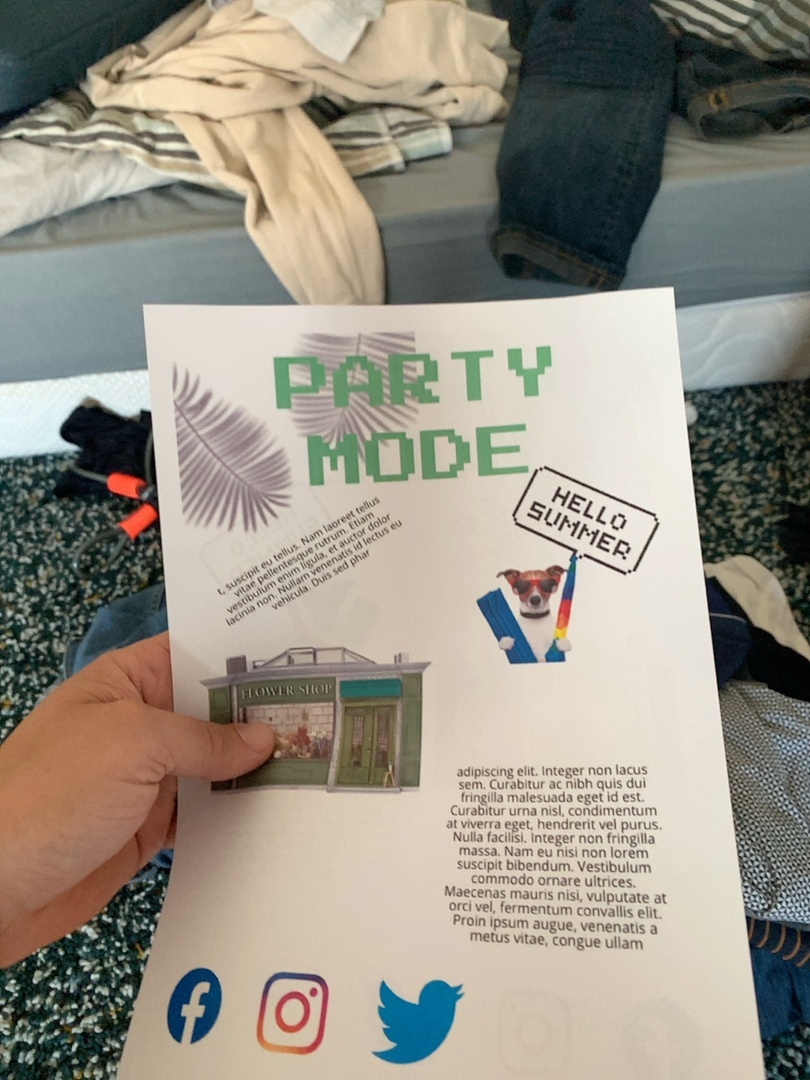 PARTY
MODE
HELLO
SUMMER
t, suscipit eu tellus. Nam laoreet tellus
vitae pellentesque rutrum. Etiam
vestibulum enim ligula, et auctor dolor
lacinia non. Nullam venenatis id lectus eu
vehicula. Duis sed phar
FLOWER SHOP
adipiscing elit. Integer non lacus
sem. Curabitur ac nibh quis dui
fringilla malesuada eget id est.
Curabitur urna nisl, condimentum
at viverra eget, hendrerit vel purus.
Nulla facilisi. Integer non fringilla
massa. Nam eu nisi non lorem
suscipit bibendum. Vestibulum
commodo ornare ultrices.
Maecenas mauris nisi, vulputate at
orci vel, fermentum convallis elit.
Proin ipsum augue, venenatis a
metus vitae, congue ullam